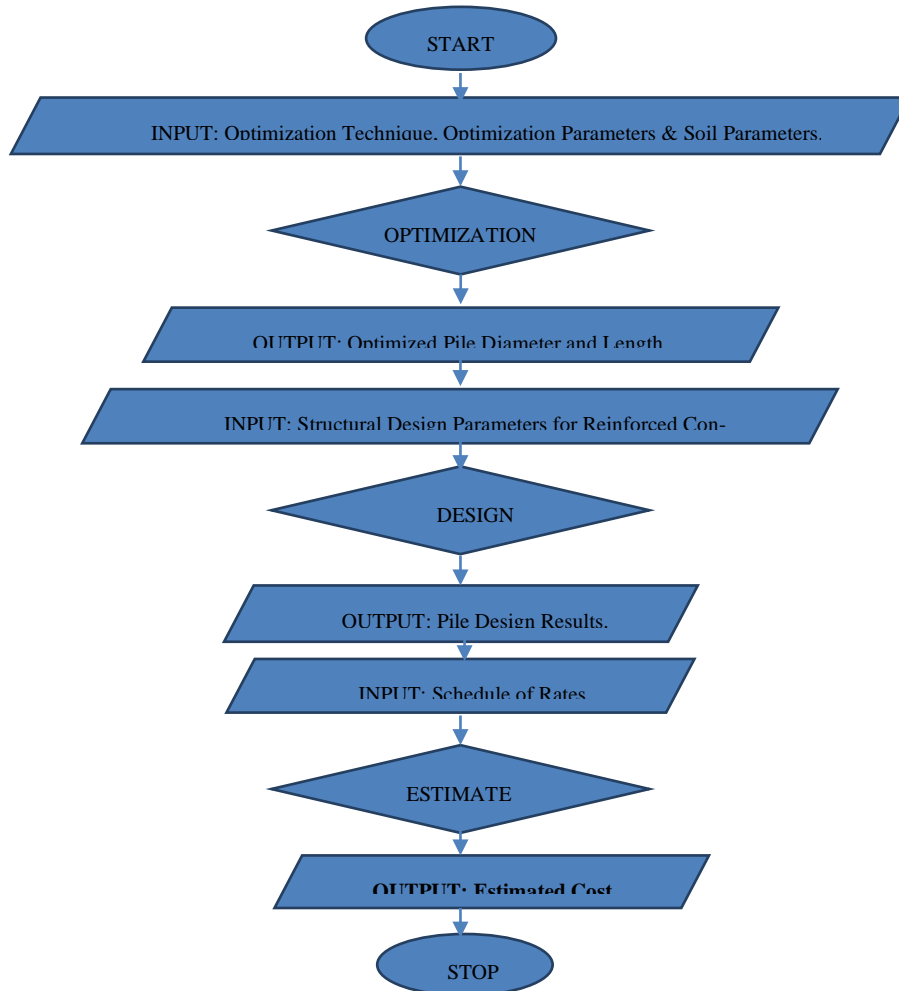 START
INPUT: Optimization Technique, Optimization Parameters & Soil Parameters.
OPTIMIZATION
OUTPUT: Optimized Pile Diameter and Length
INPUT: Structural Design Parameters for Reinforced Con-
DESIGN
OUTPUT: Pile Design Results.
INPUT: Schedule of Rates
ESTIMATE
OUTPUT: Estimated Cost
STOP